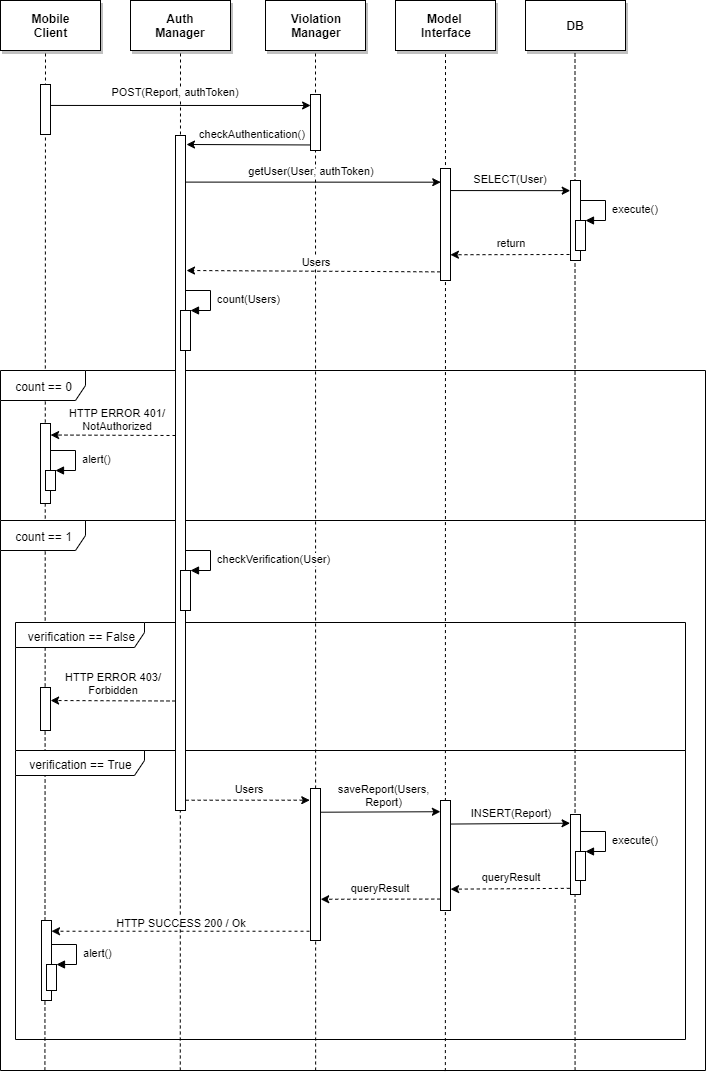 Mobile
Client
Auth
Manager
Violation
Manager
Model
Interface
DB
POST(Report, authToken)
checkAuthentication()
getUser(User, authToken)
SELECT(User)
execute()
return
Users
count(Users)
count == 0
HTTP ERROR 401/
NotAuthorized
alert()
count == 1
checkVerification(User)
verification == False
HTTP ERROR 403/
Forbidden
verification == True
Users
saveReport(Users,
Report)
INSERT(Report)
execute()
queryResult
queryResult
HTTP SUCCESS 200 / Ok
alert()